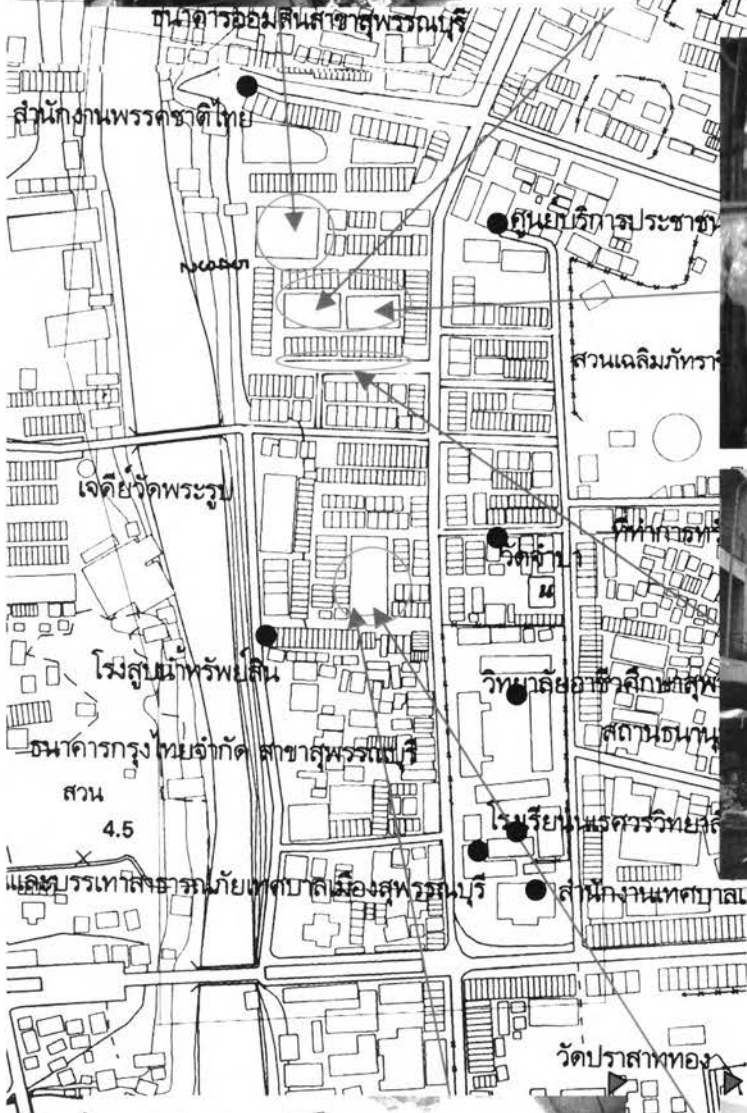 ธนาคารออมสินสาขาสุพรรณบุรี
สำนักงานพรรคชาติไทย
ศูนย์บริการประชาชน
สวนเฉลิมภัทราชิ
เจดีย์วัดพระรูป
ที่ทำการ
วัดจำปา
น
โรงสูบน้ำทรัพย์สิน
วิทยาลัยอาชีวศึกษาสุพ
ธนาคารกรุงไทยจำกัด สาขาสุพรรณบุรี
สถานธนานุ
สวน
4.5
โรงเรียนนเรศวรวิทยาลั
และบรรเทาสาธารณภัยเทศบาลเมืองสุพรรณบุรี
สำนักงานเทศบาลเ
วัดปราสาททอง